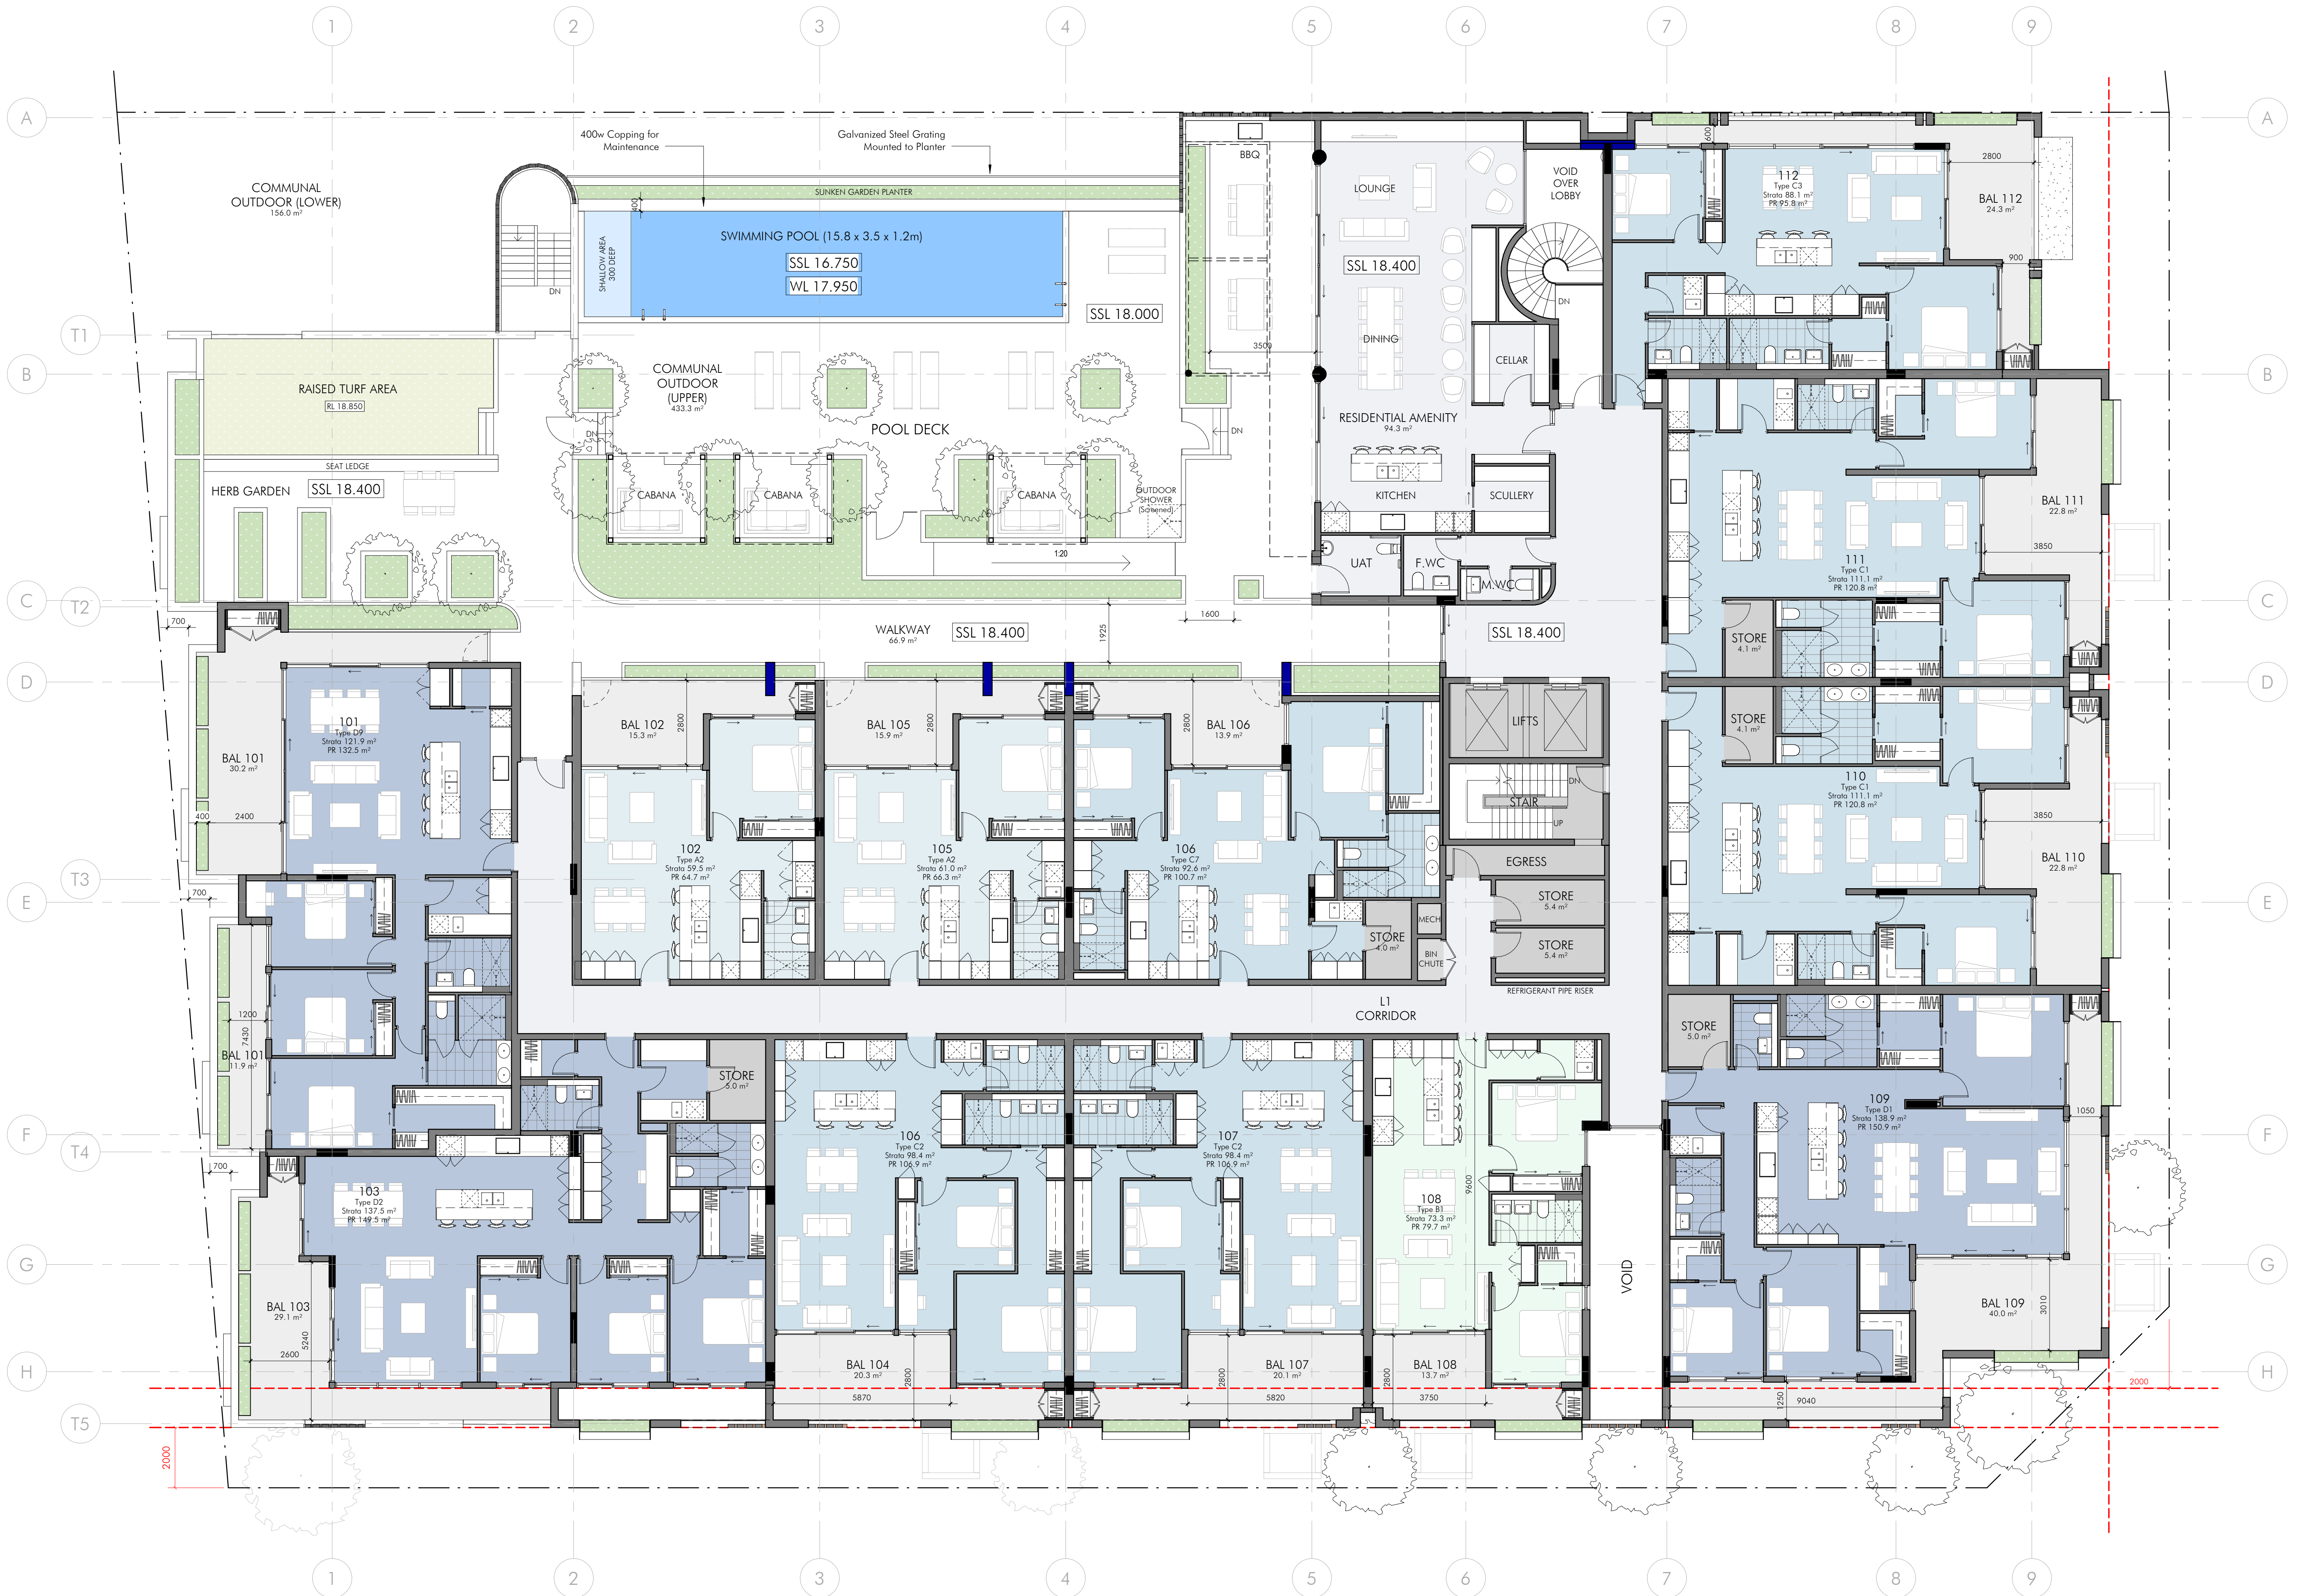 1
2
3
4
5
6
7
8
9
A
A
400w Copping for
Maintenance
Galvanized Steel Grating
Mounted to Planter
BBQ
COMMUNAL
OUTDOOR (LOWER)
156.0 m²
SUNKEN GARDEN PLANTER
400
SHALLOW AREA
300 DEEP
SWIMMING POOL (15.8 x 3.5 x 1.2m)
SSL 16.750
WL 17.950
SSL 18.000
DN
LOUNGE
SSL 18.400
DINING
3500
VOID
OVER
LOBBY
DN
CELLAR
600
112
Type C3
Strata 88.1 m²
PR 95.8 m²
2800
BAL 112
24.3 m²
900
T1
B
B
RAISED TURF AREA
RL 18.850
COMMUNAL
OUTDOOR
(UPPER)
433.3 m²
POOL DECK
DN
DN
RESIDENTIAL AMENITY
94.3 m²
SEAT LEDGE
HERB GARDEN
SSL 18.400
CABANA
CABANA
CABANA
OUTDOOR
SHOWER
(Screened)
1:20
KITCHEN
SCULLERY
UAT
F.WC
M.WC
BAL 111
22.8 m²
3850
111
Type C1
Strata 111.1 m²
PR 120.8 m²
C
T2
C
700
WALKWAY
66.9 m²
SSL 18.400
1925
1600
SSL 18.400
STORE
4.1 m²
D
D
101
Type D9
Strata 121.9 m²
PR 132.5 m²
BAL 101
30.2 m²
400
2400
BAL 102
15.3 m²
2800
BAL 105
15.9 m²
2800
2800
BAL 106
13.9 m²
LIFTS
STAIR
DN
UP
STORE
4.1 m²
110
Type C1
Strata 111.1 m²
PR 120.8 m²
3850
BAL 110
22.8 m²
102
Type A2
Strata 59.5 m²
PR 64.7 m²
105
Type A2
Strata 61.0 m²
PR 66.3 m²
106
Type C7
Strata 92.6 m²
PR 100.7 m²
EGRESS
T3
E
E
700
STORE
5.4 m²
STORE
5.4 m²
MECH
BIN
CHUTE
STORE
4.0 m²
REFRIGERANT PIPE RISER
L1
CORRIDOR
1200
7430
BAL 101
11.9 m²
STORE
5.0 m²
STORE
5.0 m²
109
Type D1
Strata 138.9 m²
PR 150.9 m²
1050
F
T4
F
700
106
Type C2
Strata 98.4 m²
PR 106.9 m²
107
Type C2
Strata 98.4 m²
PR 106.9 m²
9600
108
Type B1
Strata 73.3 m²
PR 79.7 m²
103
Type D2
Strata 137.5 m²
PR 149.5 m²
G
G
VOID
BAL 103
29.1 m²
5240
2600
BAL 109
40.0 m²
3010
H
H
BAL 104
20.3 m²
2800
5870
2800
BAL 107
20.1 m²
5820
2800
BAL 108
13.7 m²
3750
1250
9040
2000
T5
2000
1
2
3
4
5
6
7
8
9